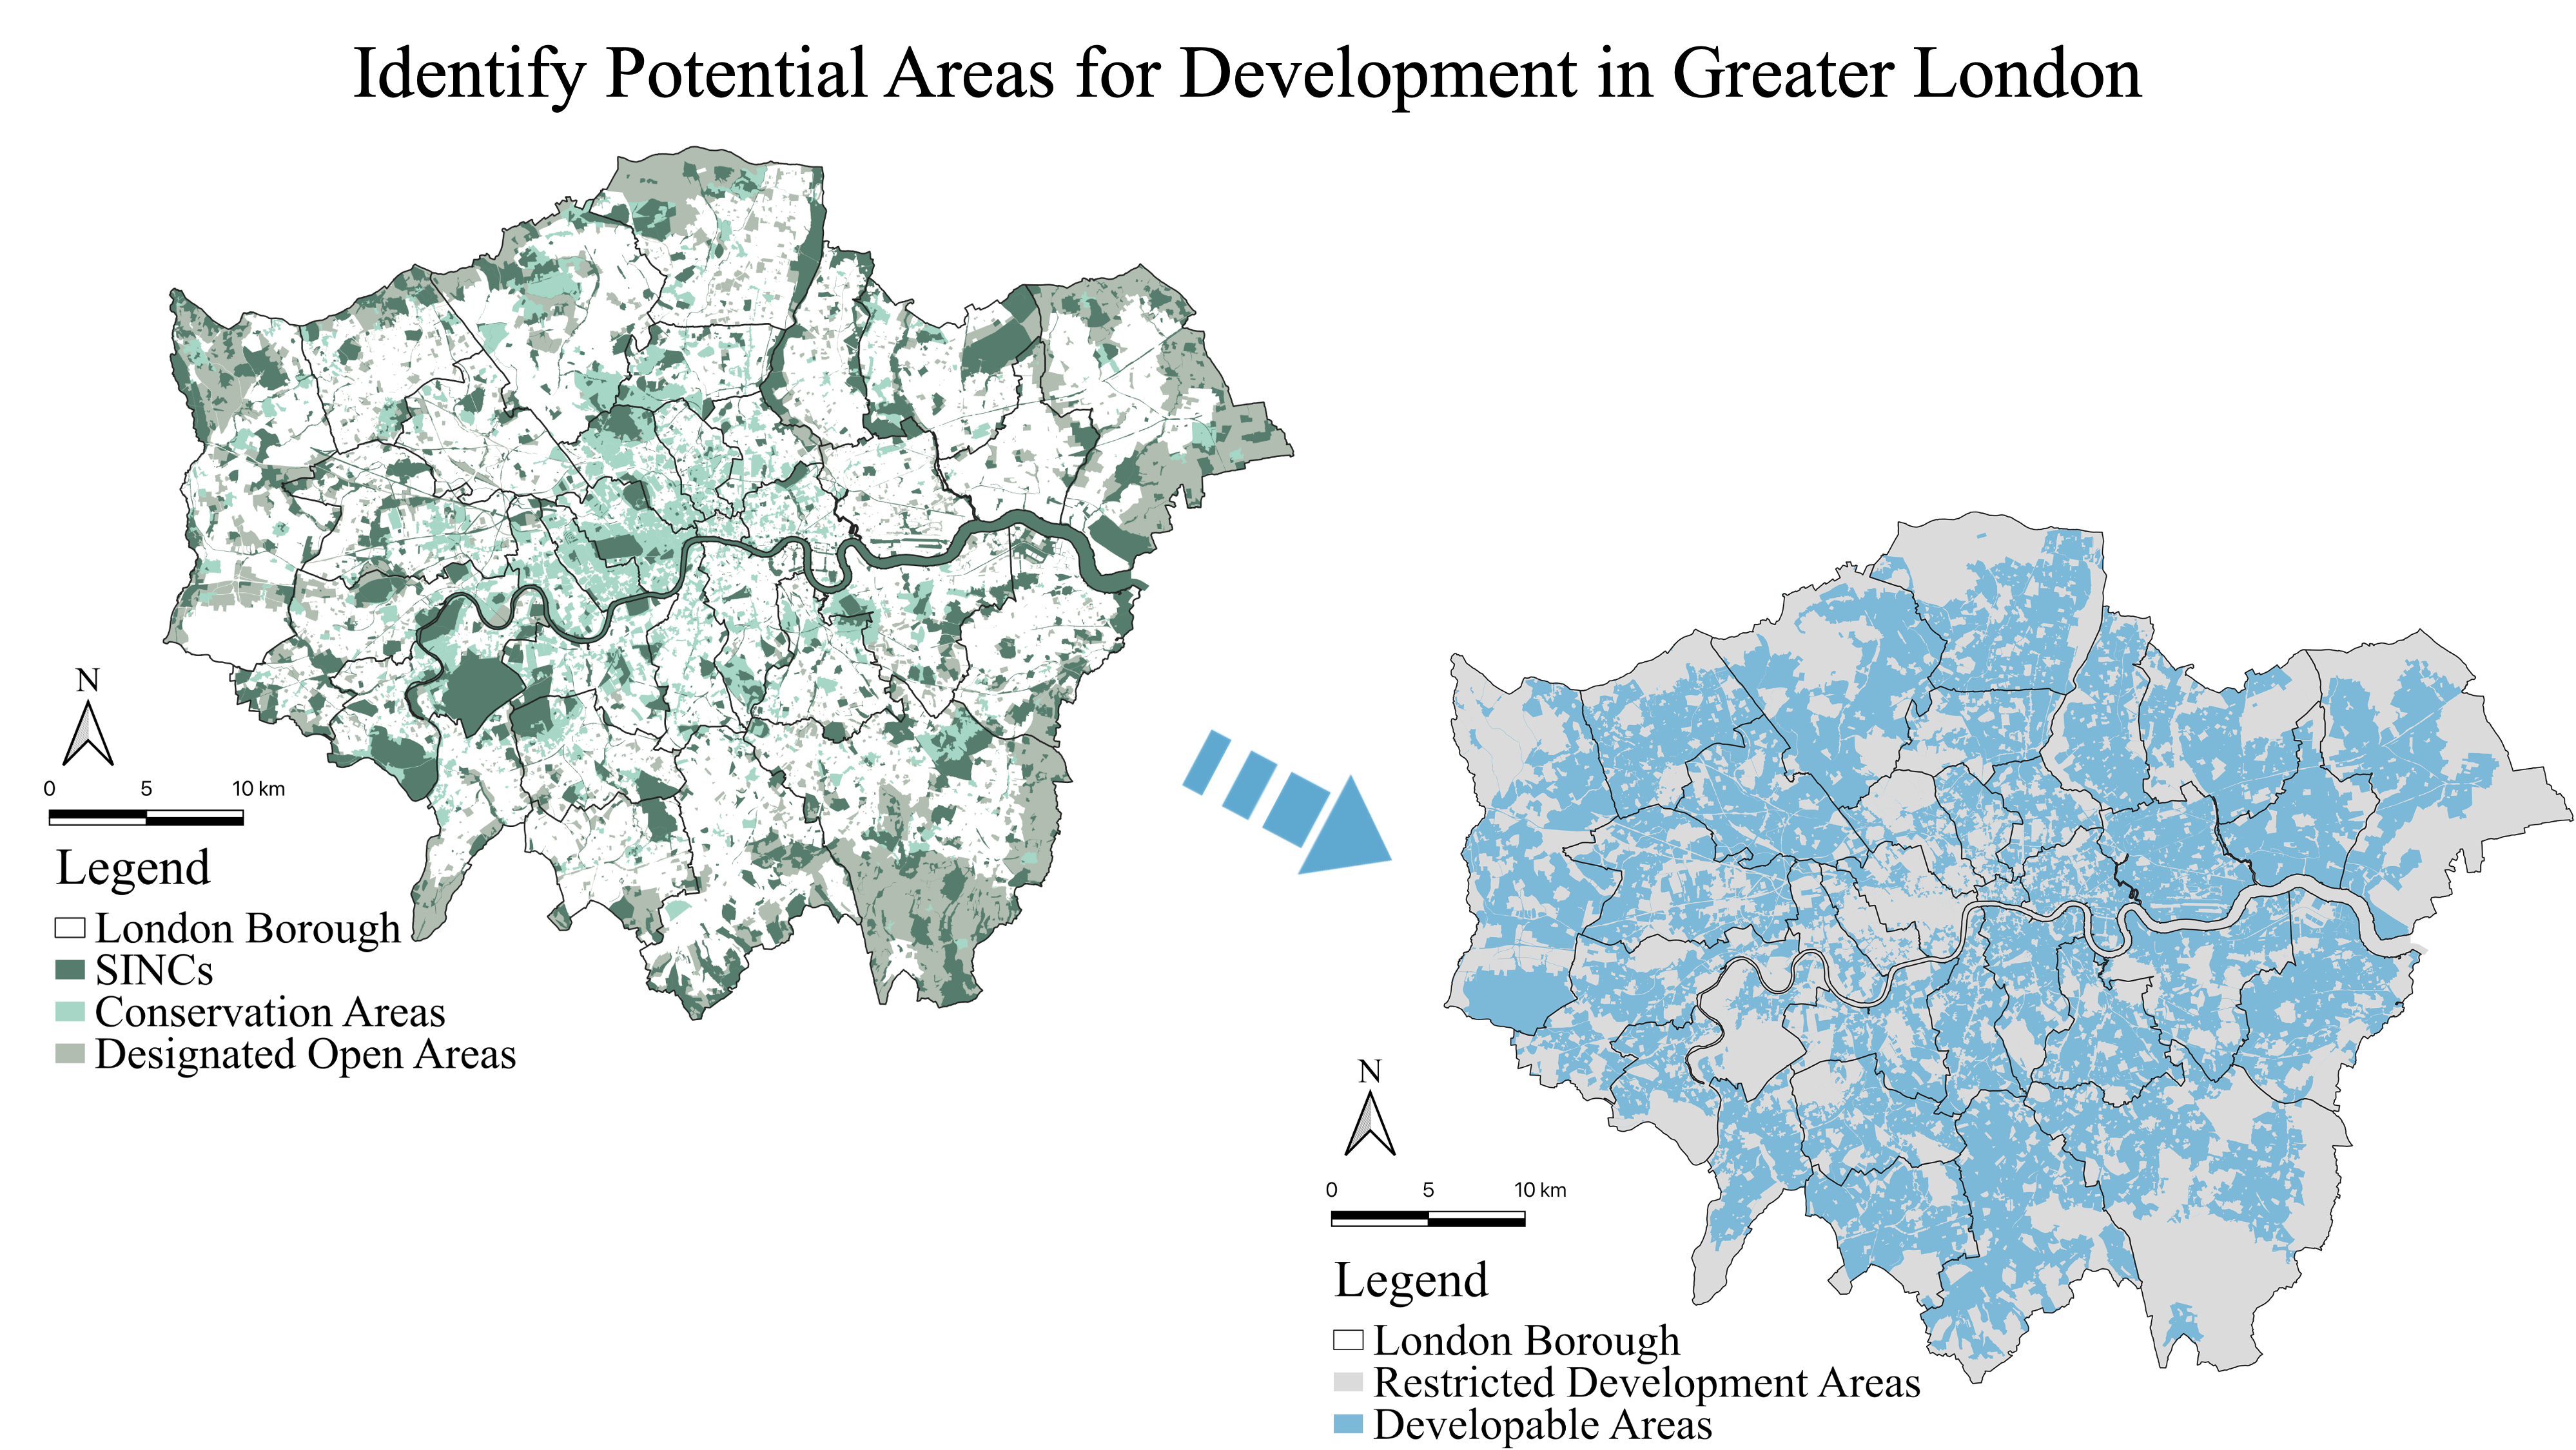 Identify Potential Areas for Development in Greater London
N
0 5 10 km
Legend
London Borough
SINCs
Conservation Areas
Designated Open Areas
N
0 5 10 km
Legend
London Borough
Restricted Development Areas
Developable Areas